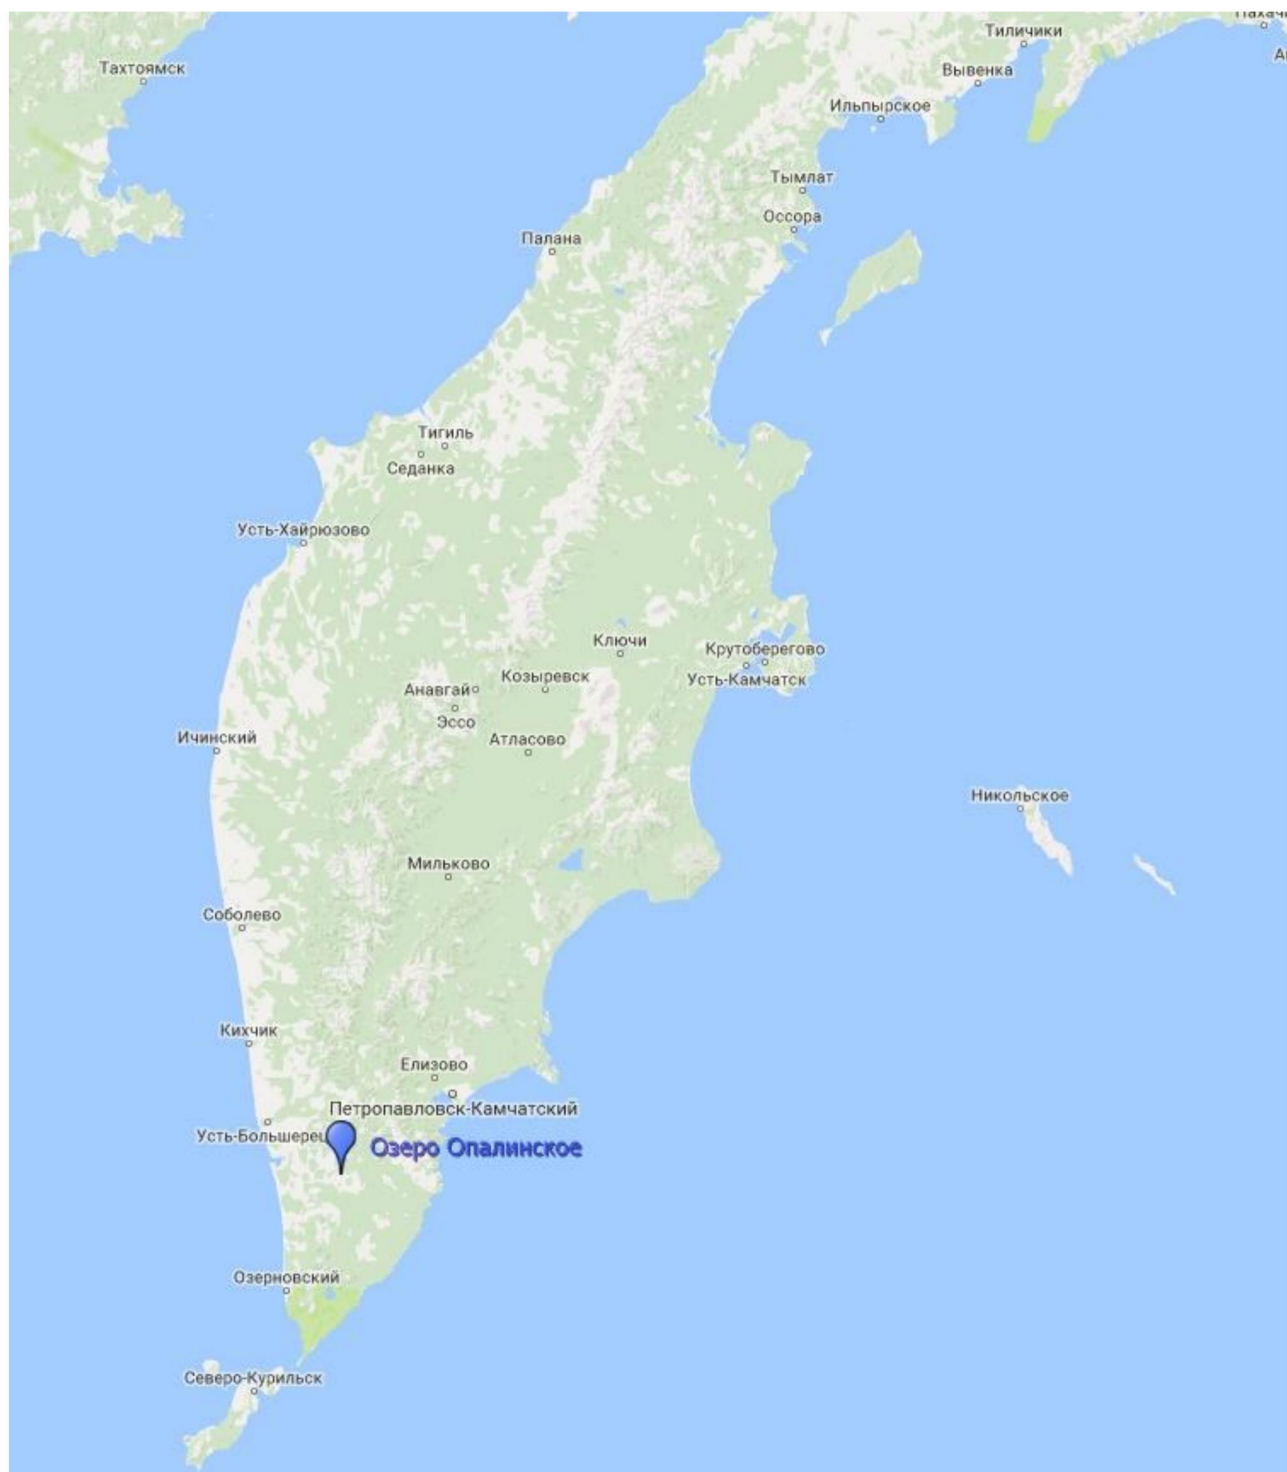 Тиличики
Тахтоямск
Вывенка
Ильпырское
Тымлат
Оссора
Палана
Тигиль
Седанка
Усть-Хайрюзово
Ключи
Крутоберегово
Козыревск
Усть-Камчатск
Анавгай
Эссо
Ичинский
Атласово
Никольское
Мильково
Соболево
Кихчик
Елизово
Петропавловск-Камчатский
Усть-Большерец
Озеро Опалинское
Озерновский
Северо-Курильск